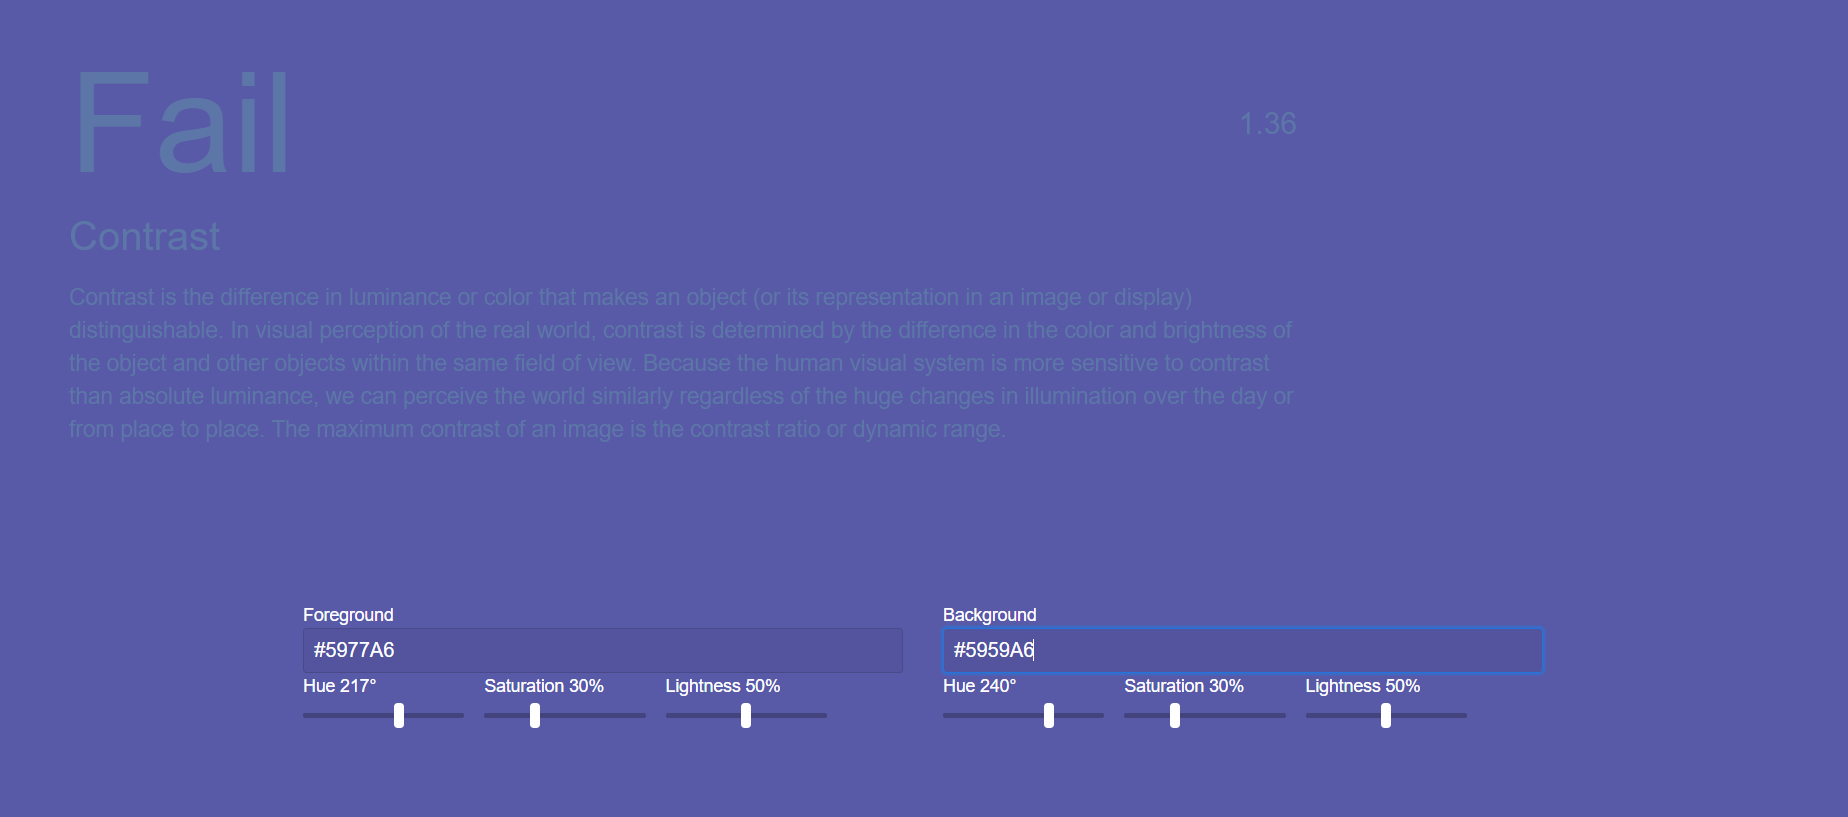 Fail
1.36
Contrast
Contrast is the difference in luminance or color that makes an object (or its representation in an image or display)
distinguishable. In visual perception of the real world, contrast is determined by the difference in the color and brightness of
the object and other objects within the same field of view. Because the human visual system is more sensitive to contrast
than absolute luminance, we can perceive the world similarly regardless of the huge changes in illumination over the day or
from place to place. The maximum contrast of an image is the contrast ratio or dynamic range.
Foreground
#5977A6
Hue 217° Saturation 30% Lightness 50%
Background
#5959A6
Hue 240° Saturation 30% Lightness 50%